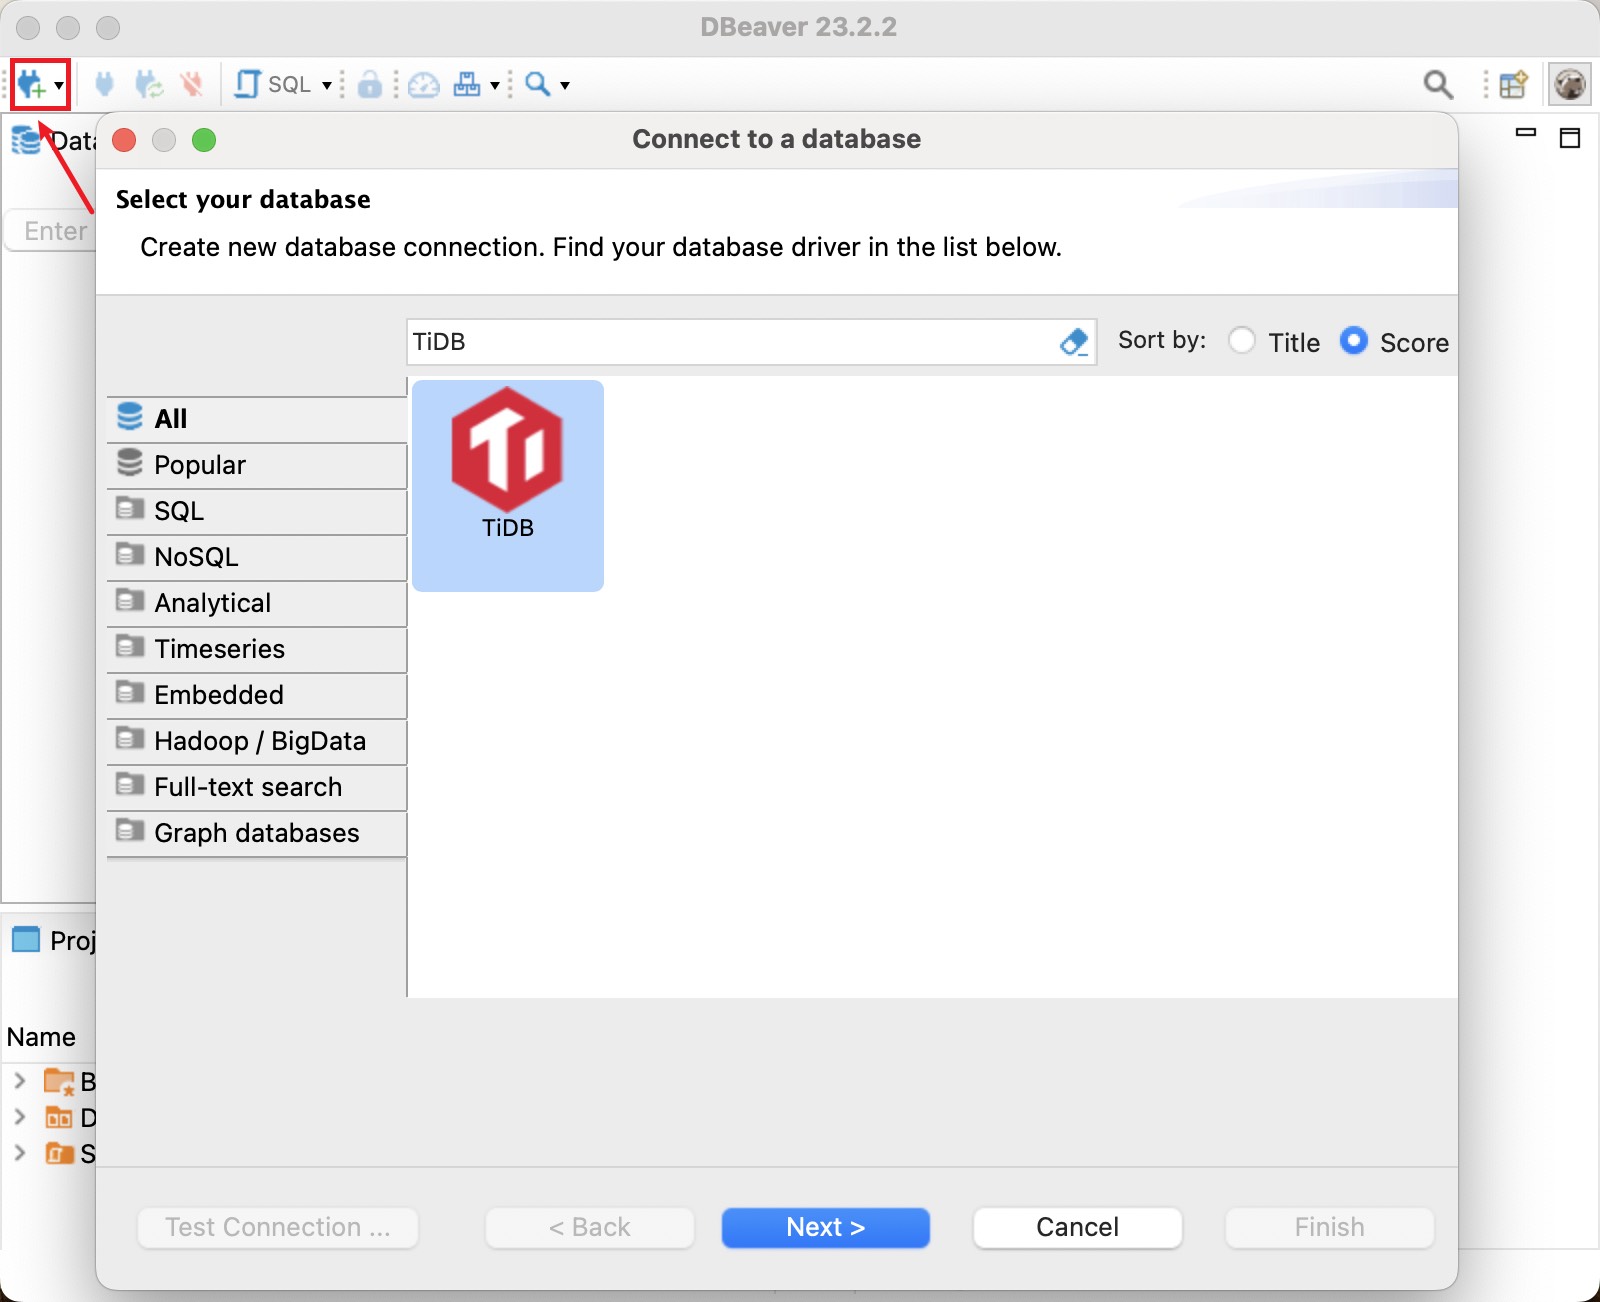 DBeaver 23.2.2
SQL
Data
Connect to a database
Select your database
Enter
Create new database connection. Find your database driver in the list below.
TiDB
Sort by:
Title
Score
All
Popular
SQL
NoSQL
Analytical
Timeseries
Embedded
Hadoop / BigData
Full-text search
Graph databases
Ti
TiDB
Proj
Name
B
D
S
Test Connection ...
< Back
Next >
Cancel
Finish